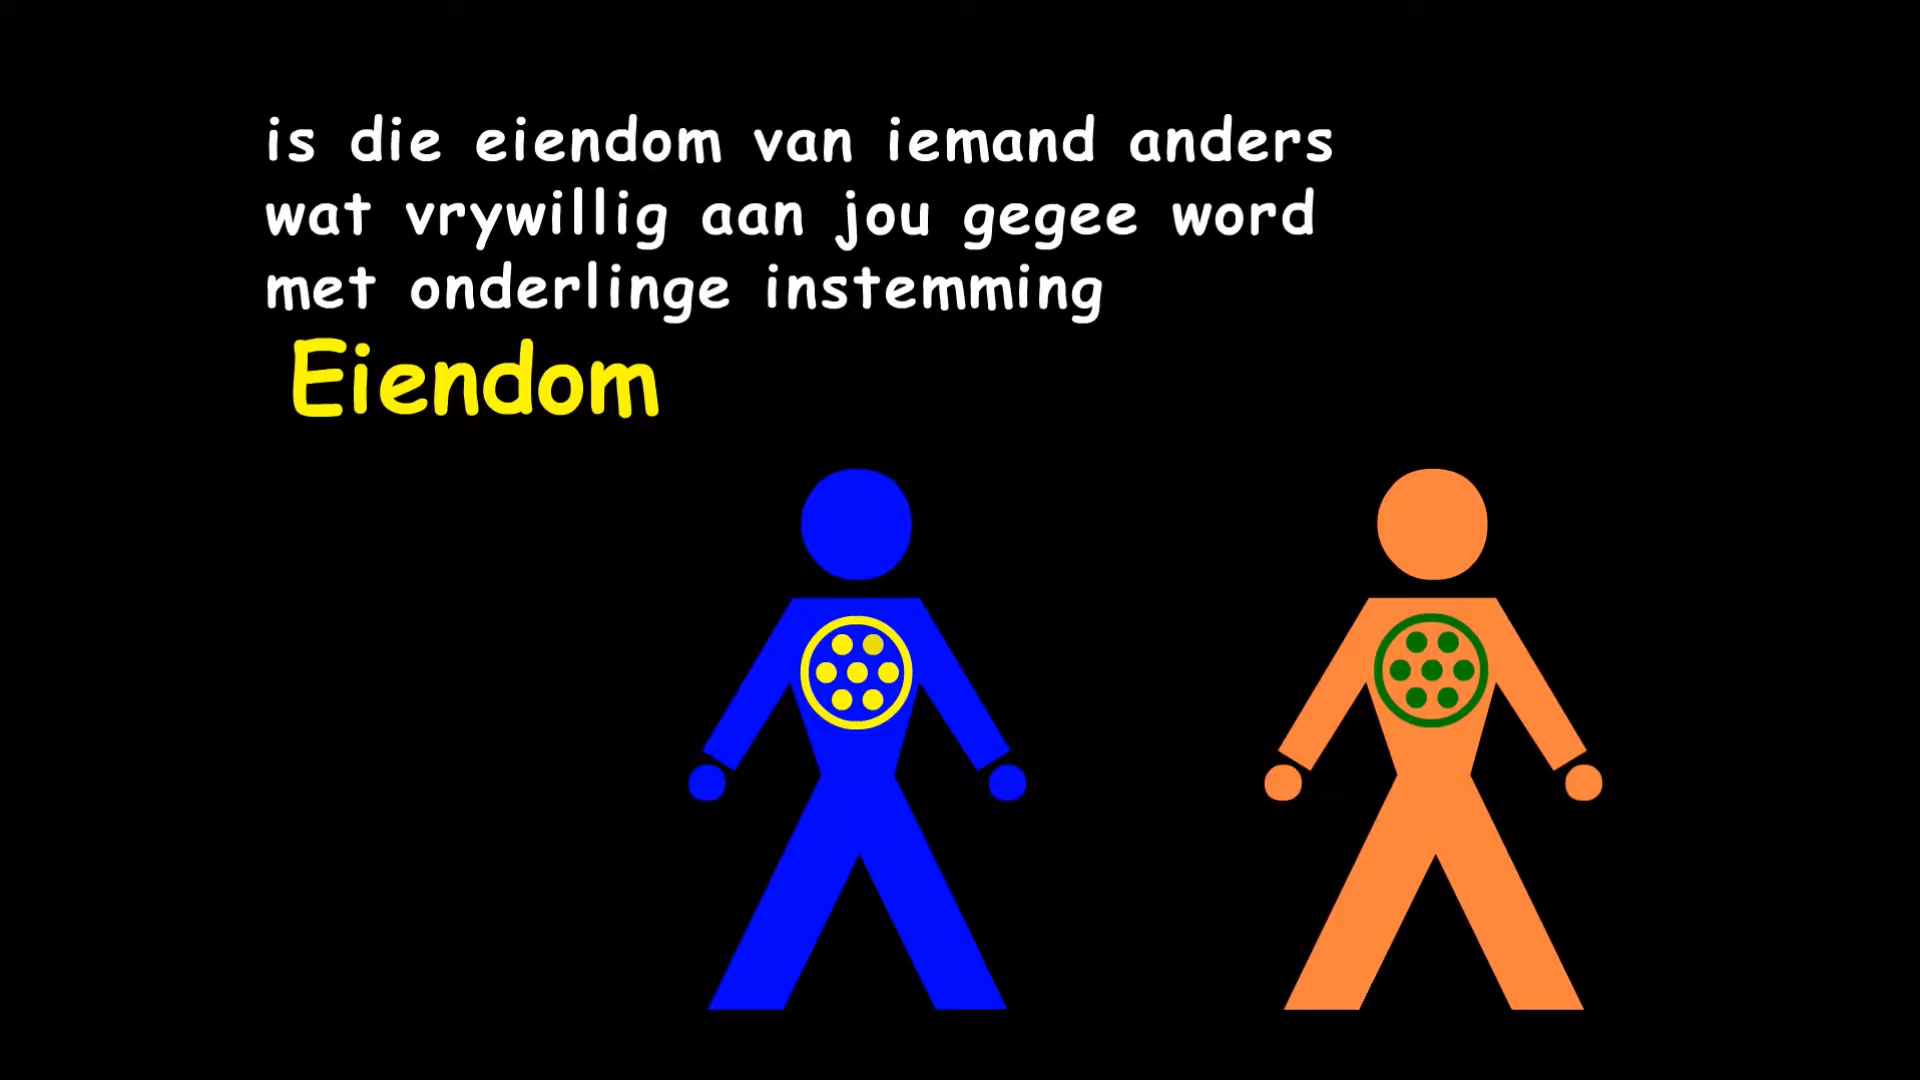 is die eiendom van iemand anders
wat vrywillig aan jou gegee word
met onderlinge instemming
Eiendom